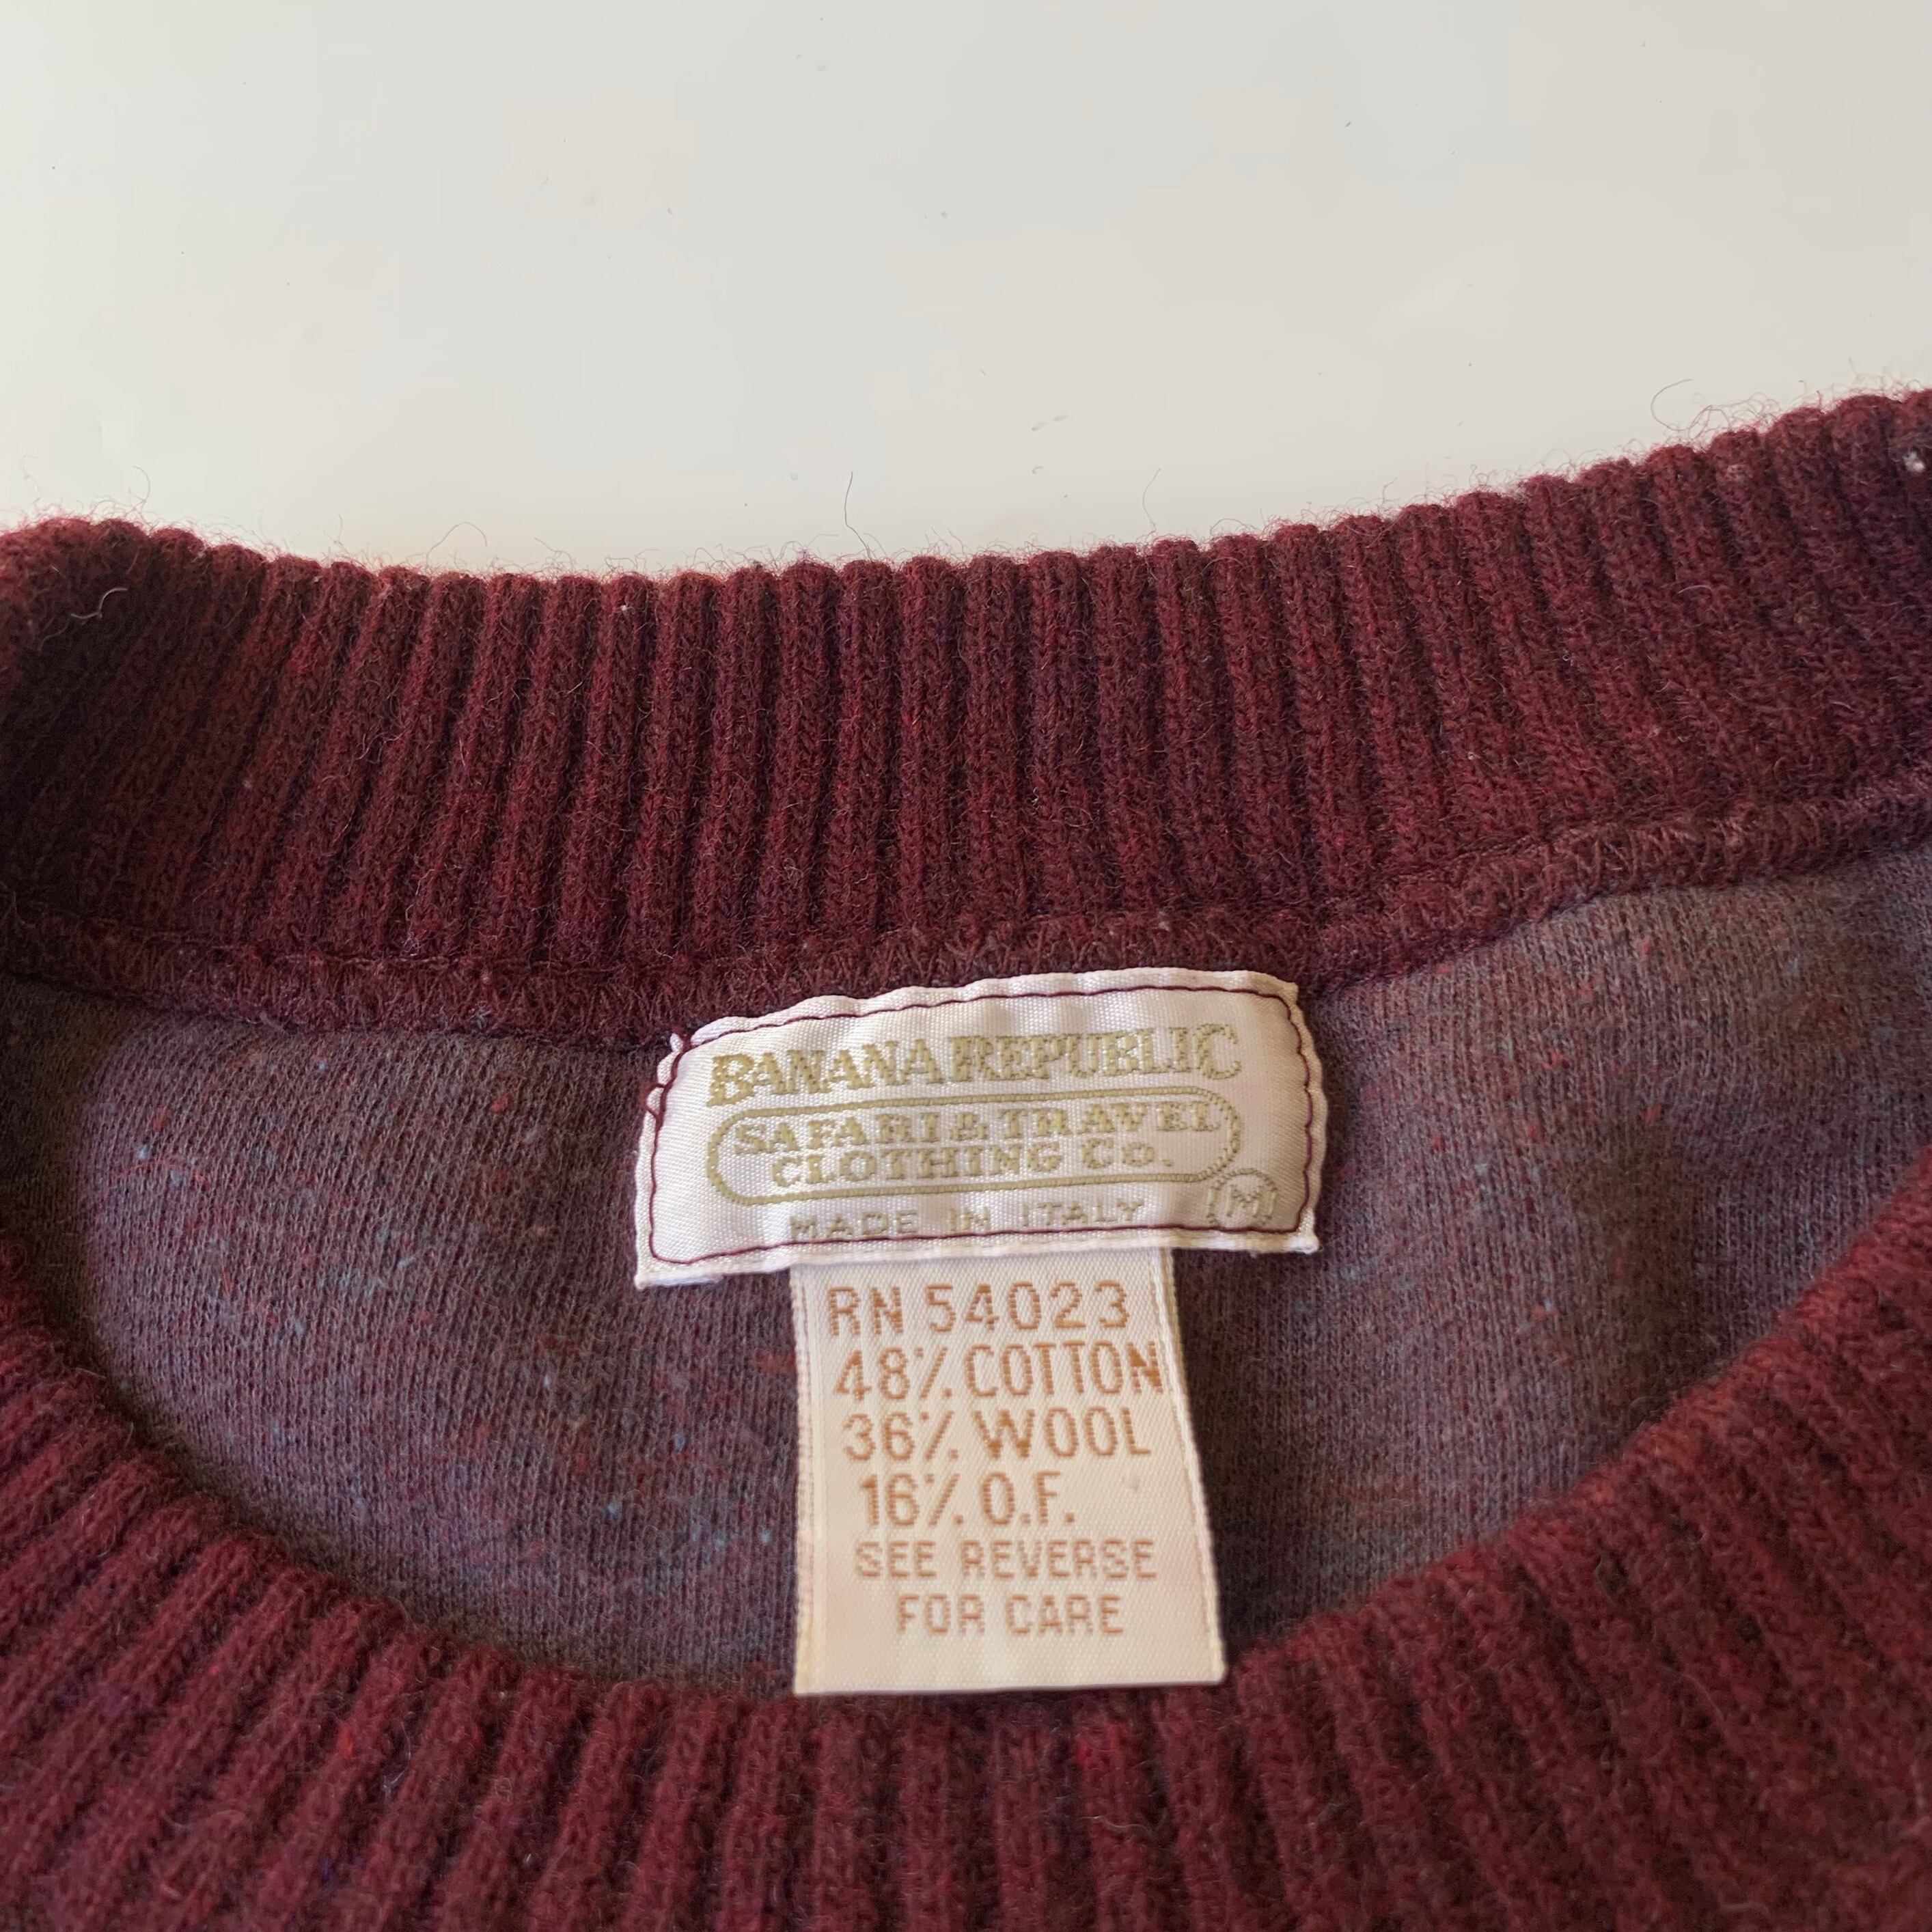 BANANA REPUBLIC
SAFARI & TRAVEL
CLOTHING CO.
MADE IN ITALY M
RN 54023
48% COTTON
36% WOOL
16% O.F.
SEE REVERSE
FOR CARE